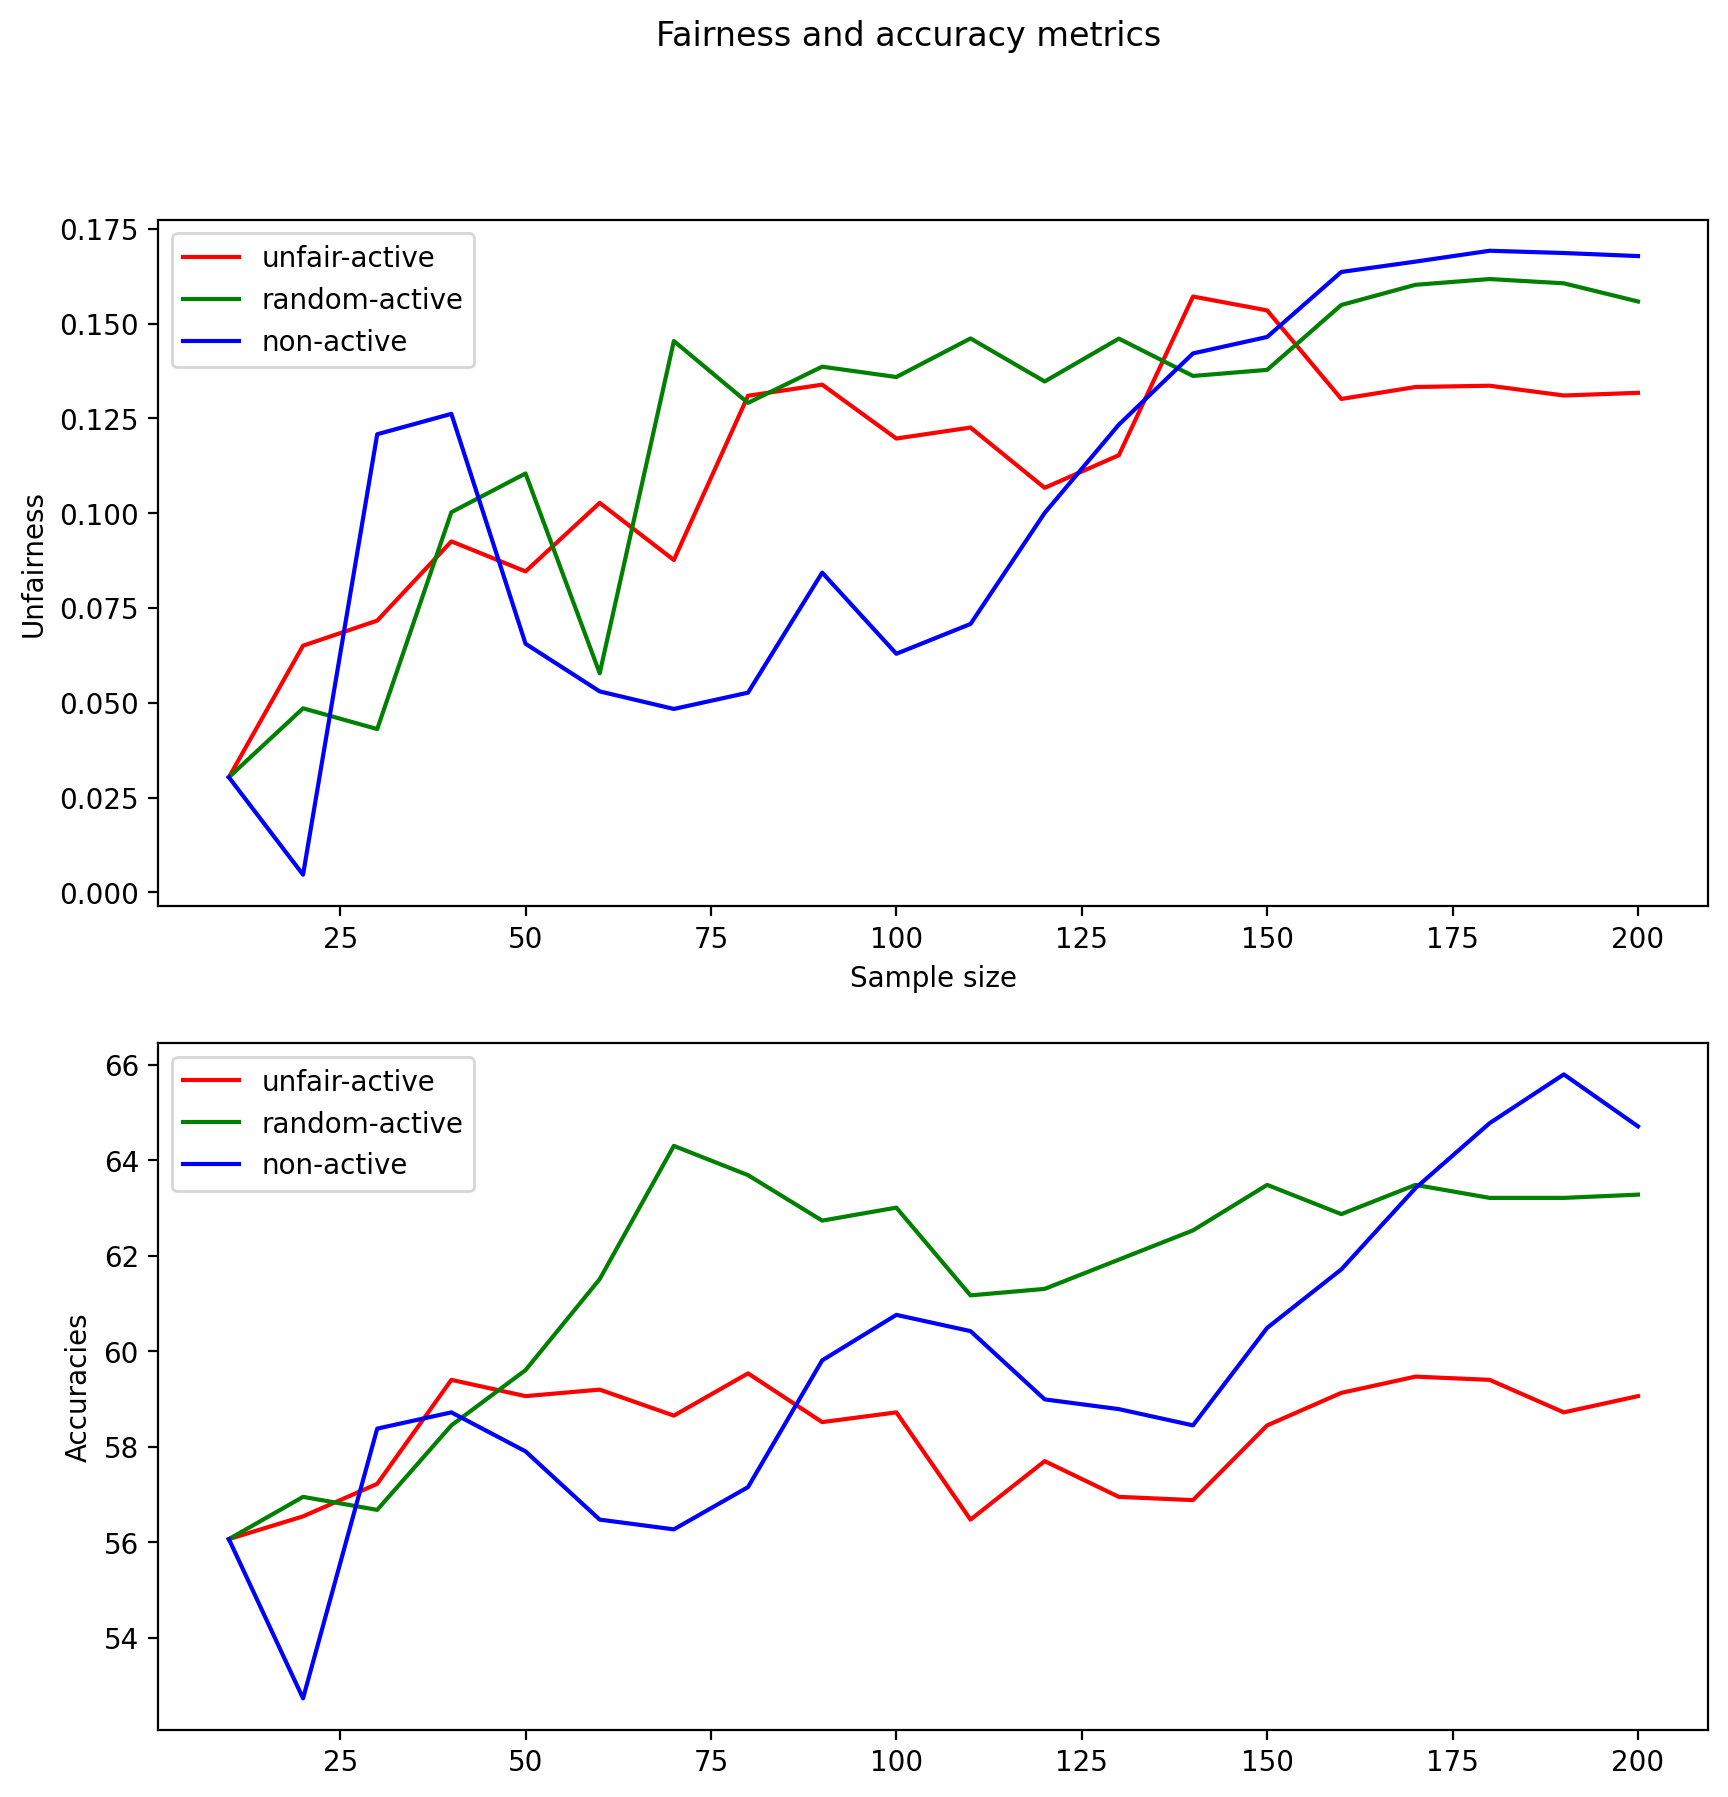 Fairness and accuracy metrics
0.175
0.150
0.125
0.100
0.075
0.050
0.025
0.000
Unfairness
unfair-active
random-active
non-active
25 50 75 100 125 150 175 200
Sample size
66
64
62
60
58
56
54
Accuracies
unfair-active
random-active
non-active
25 50 75 100 125 150 175 200